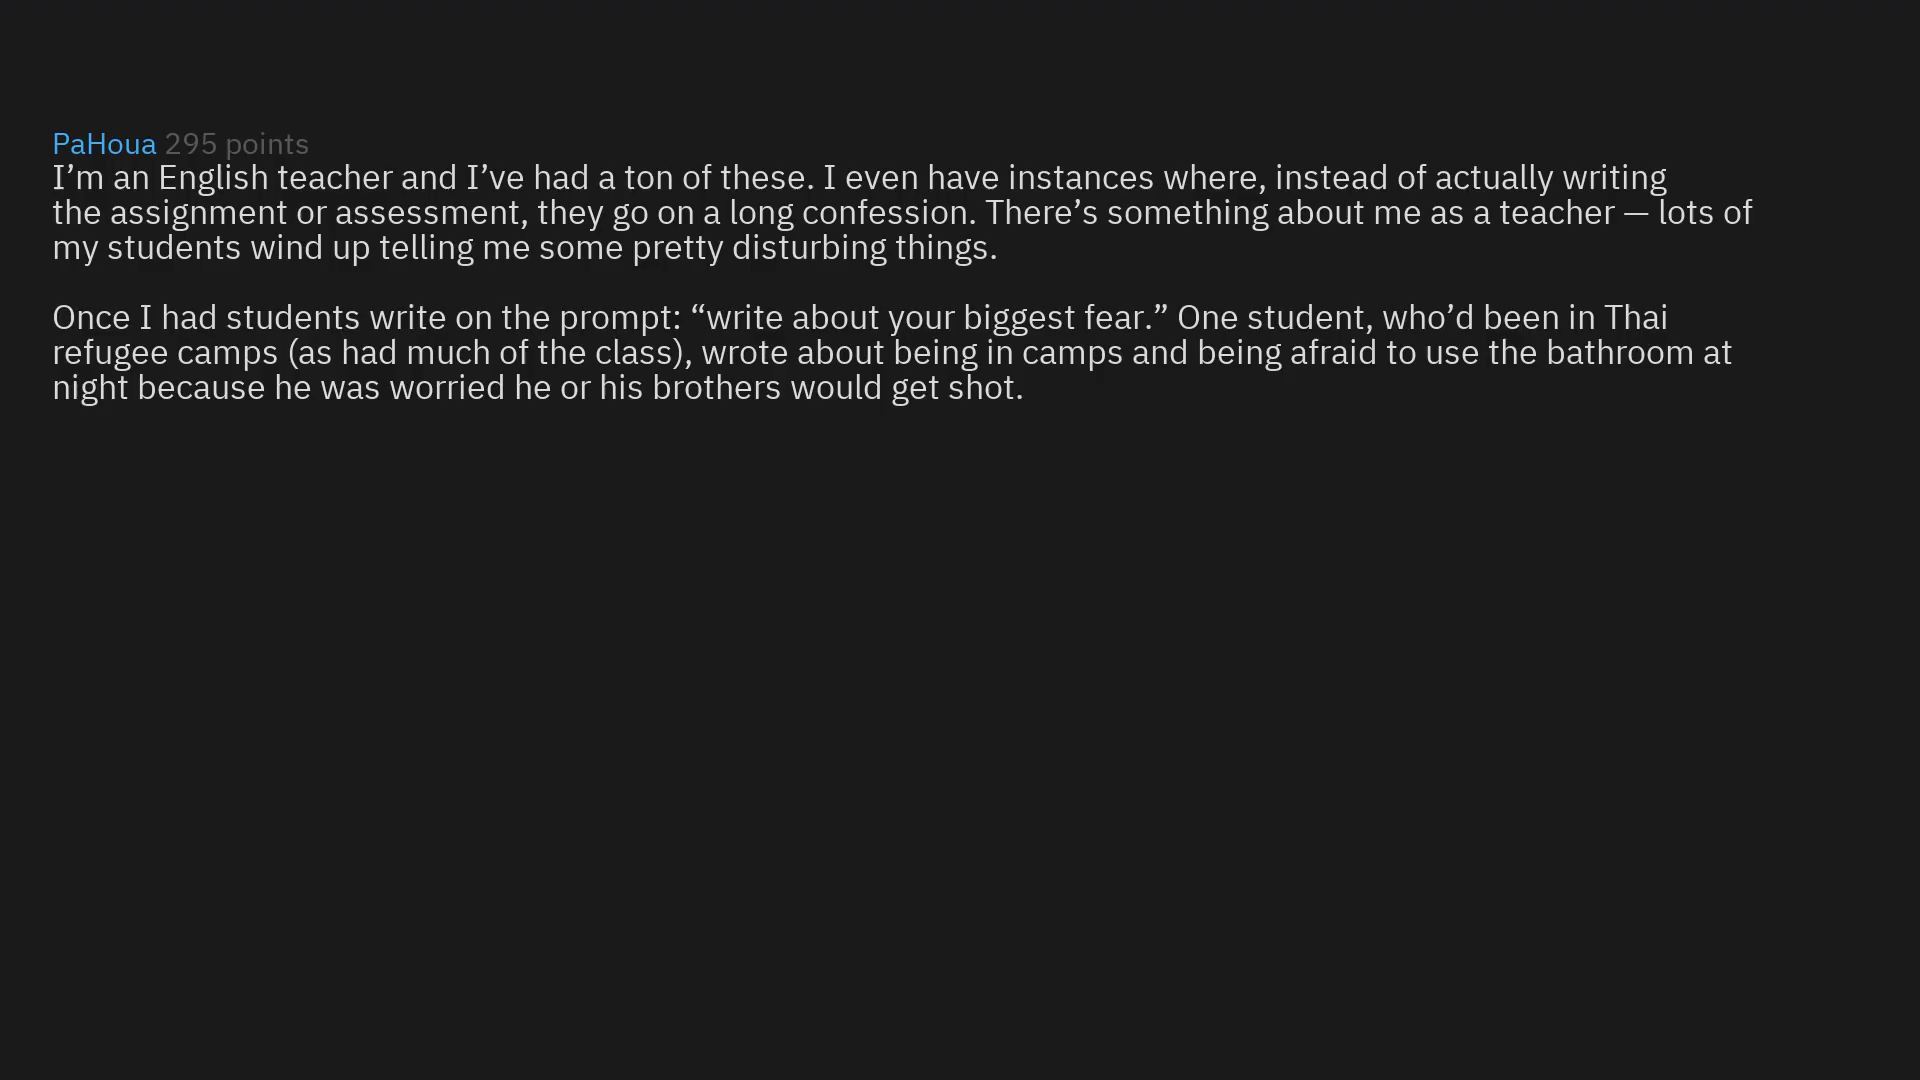 PaHoua 295 points
I’m an English teacher and I’ve had a ton of these. I even have instances where, instead of actually writing
the assignment or assessment, they go on a long confession. There’s something about me as a teacher — lots of
my students wind up telling me some pretty disturbing things.
Once I had students write on the prompt: “write about your biggest fear.” One student, who’d been in Thai
refugee camps (as had much of the class), wrote about being in camps and being afraid to use the bathroom at
night because he was worried he or his brothers would get shot.